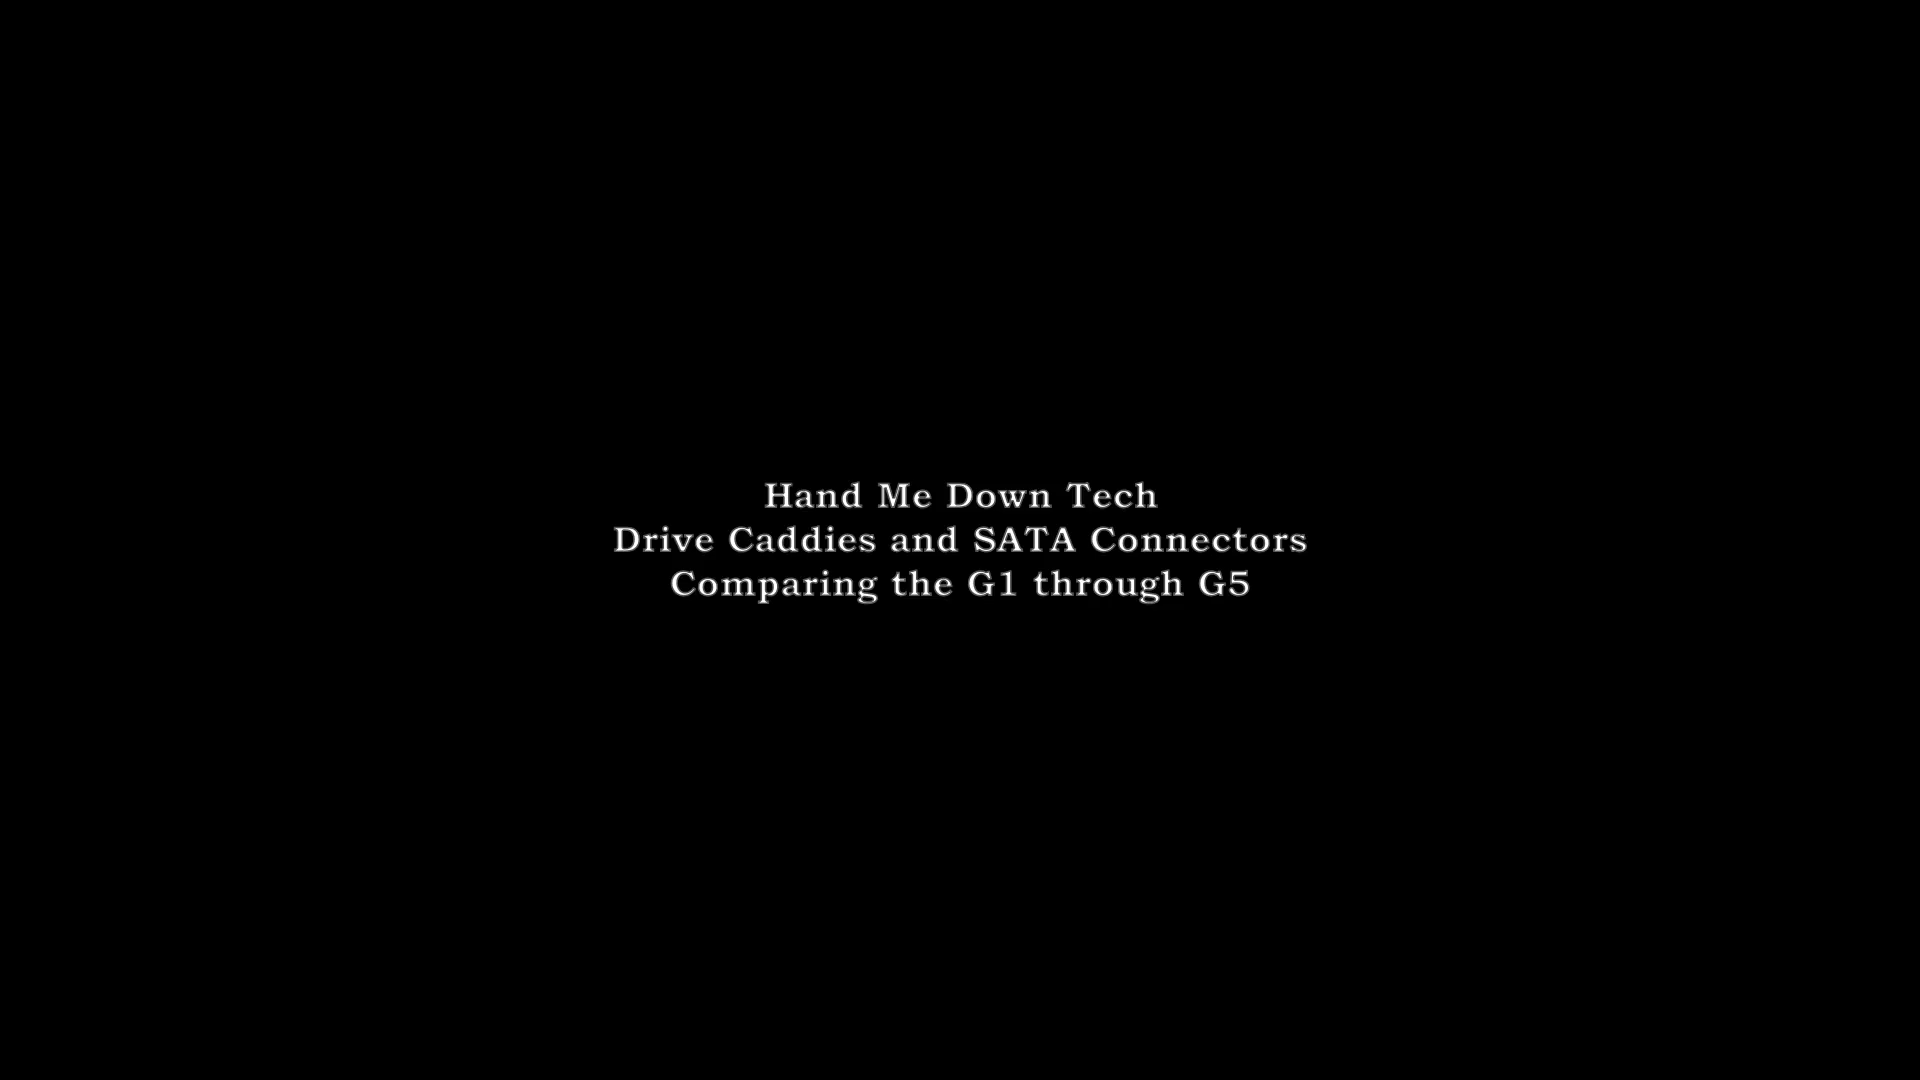 Hand Me Down Tech
Drive Caddies and SATA Connectors
Comparing the G1 through G5